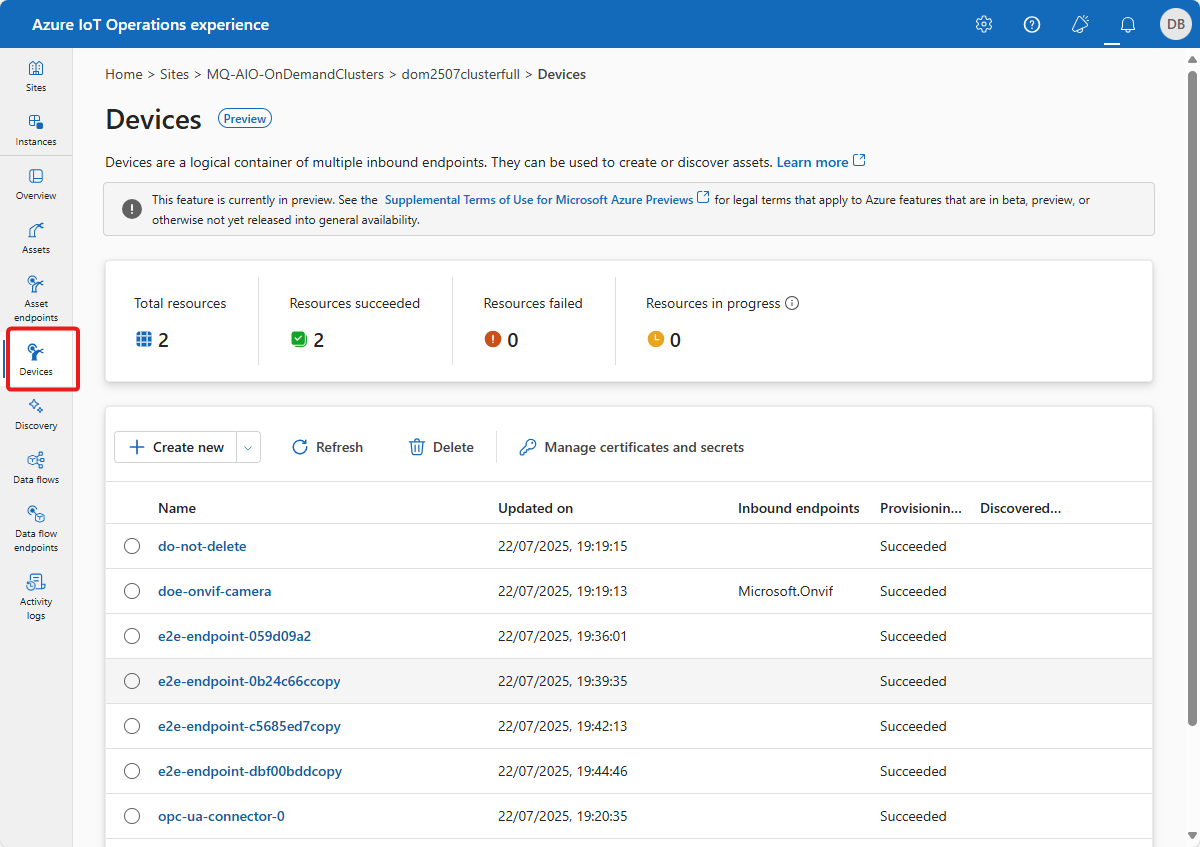 Azure IoT Operations experience
DB
Sites
Instances
Overview
Assets
Asset
endpoints
Devices
Discovery
Data flows
Data flow
endpoints
Activity
logs
Home > Sites > MQ-AIO-OnDemandClusters > dom2507clusterfull > Devices
Devices Preview
Devices are a logical container of multiple inbound endpoints. They can be used to create or discover assets. Learn more
This feature is currently in preview. See the Supplemental Terms of Use for Microsoft Azure Previews for legal terms that apply to Azure features that are in beta, preview, or
otherwise not yet released into general availability.
Total resources Resources succeeded Resources failed Resources in progress
2 2 0 0
Create new Refresh Delete Manage certificates and secrets
Name Updated on Inbound endpoints Provisionin... Discovered...
do-not-delete 22/07/2025, 19:19:15 Succeeded
doe-onvif-camera 22/07/2025, 19:19:13 Microsoft.Onvif Succeeded
e2e-endpoint-059d09a2 22/07/2025, 19:36:01 Succeeded
e2e-endpoint-0b24c66ccopy 22/07/2025, 19:39:35 Succeeded
e2e-endpoint-c5685ed7copy 22/07/2025, 19:42:13 Succeeded
e2e-endpoint-dbf00bddcopy 22/07/2025, 19:44:46 Succeeded
opc-ua-connector-0 22/07/2025, 19:20:35 Succeeded